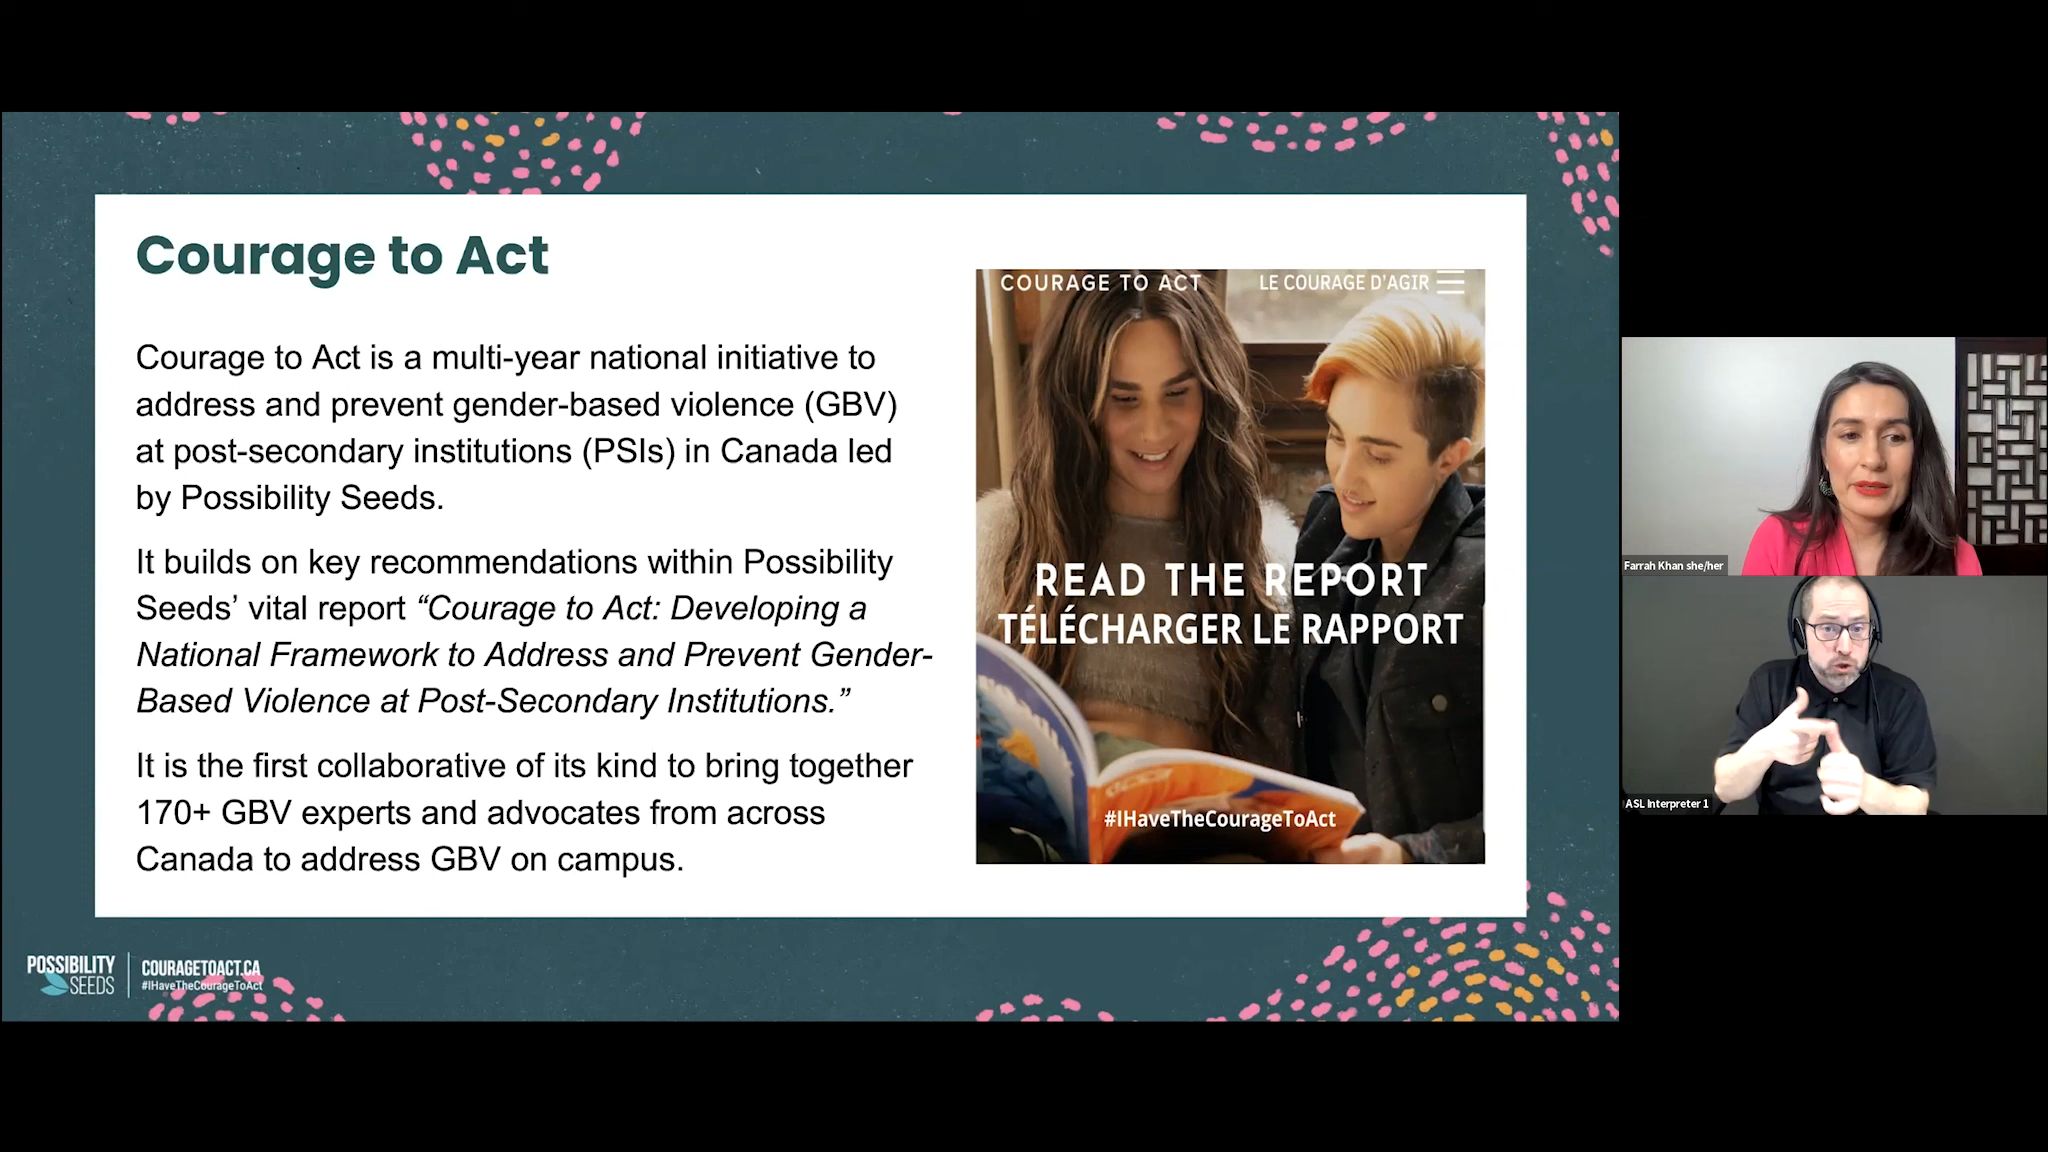 Courage to Act
Courage to Act is a multi-year national initiative to
address and prevent gender-based violence (GBV)
at post-secondary institutions (PSIs) in Canada led
by Possibility Seeds.
It builds on key recommendations within Possibility
Seeds’ vital report “Courage to Act: Developing a
National Framework to Address and Prevent Gender-
Based Violence at Post-Secondary Institutions.”
It is the first collaborative of its kind to bring together
170+ GBV experts and advocates from across
Canada to address GBV on campus.
COURAGE TO ACT
LE COURAGE D'AGIR
READ THE REPORT
TÉLÉCHARGER LE RAPPORT
#IHaveTheCourageToAct
POSSIBILITY
SEEDS
COURAGETOACT.CA
#IHaveTheCourageToAct
Farrah Khan she/her
ASL Interpreter 1